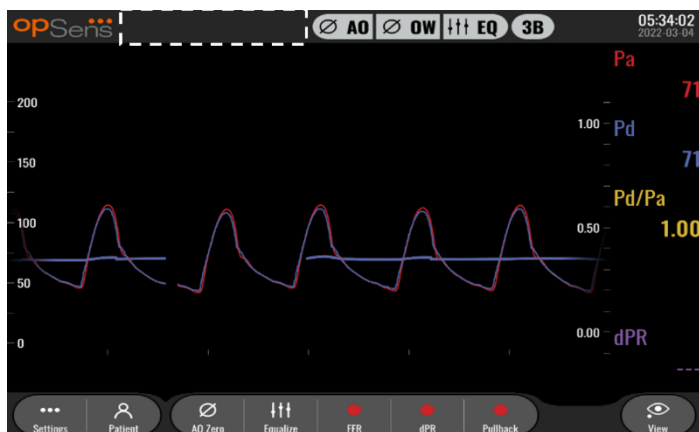 opSens AO OW EQ 3B 05:34:02
2022-03-04
Pa
71
200
1.00 Pd
71
150
Pd/Pa
100 0.50 1.00
50
0.00 dPR
0
---
Settings Patient AO Zero Equalize FFR dPR Pullback View